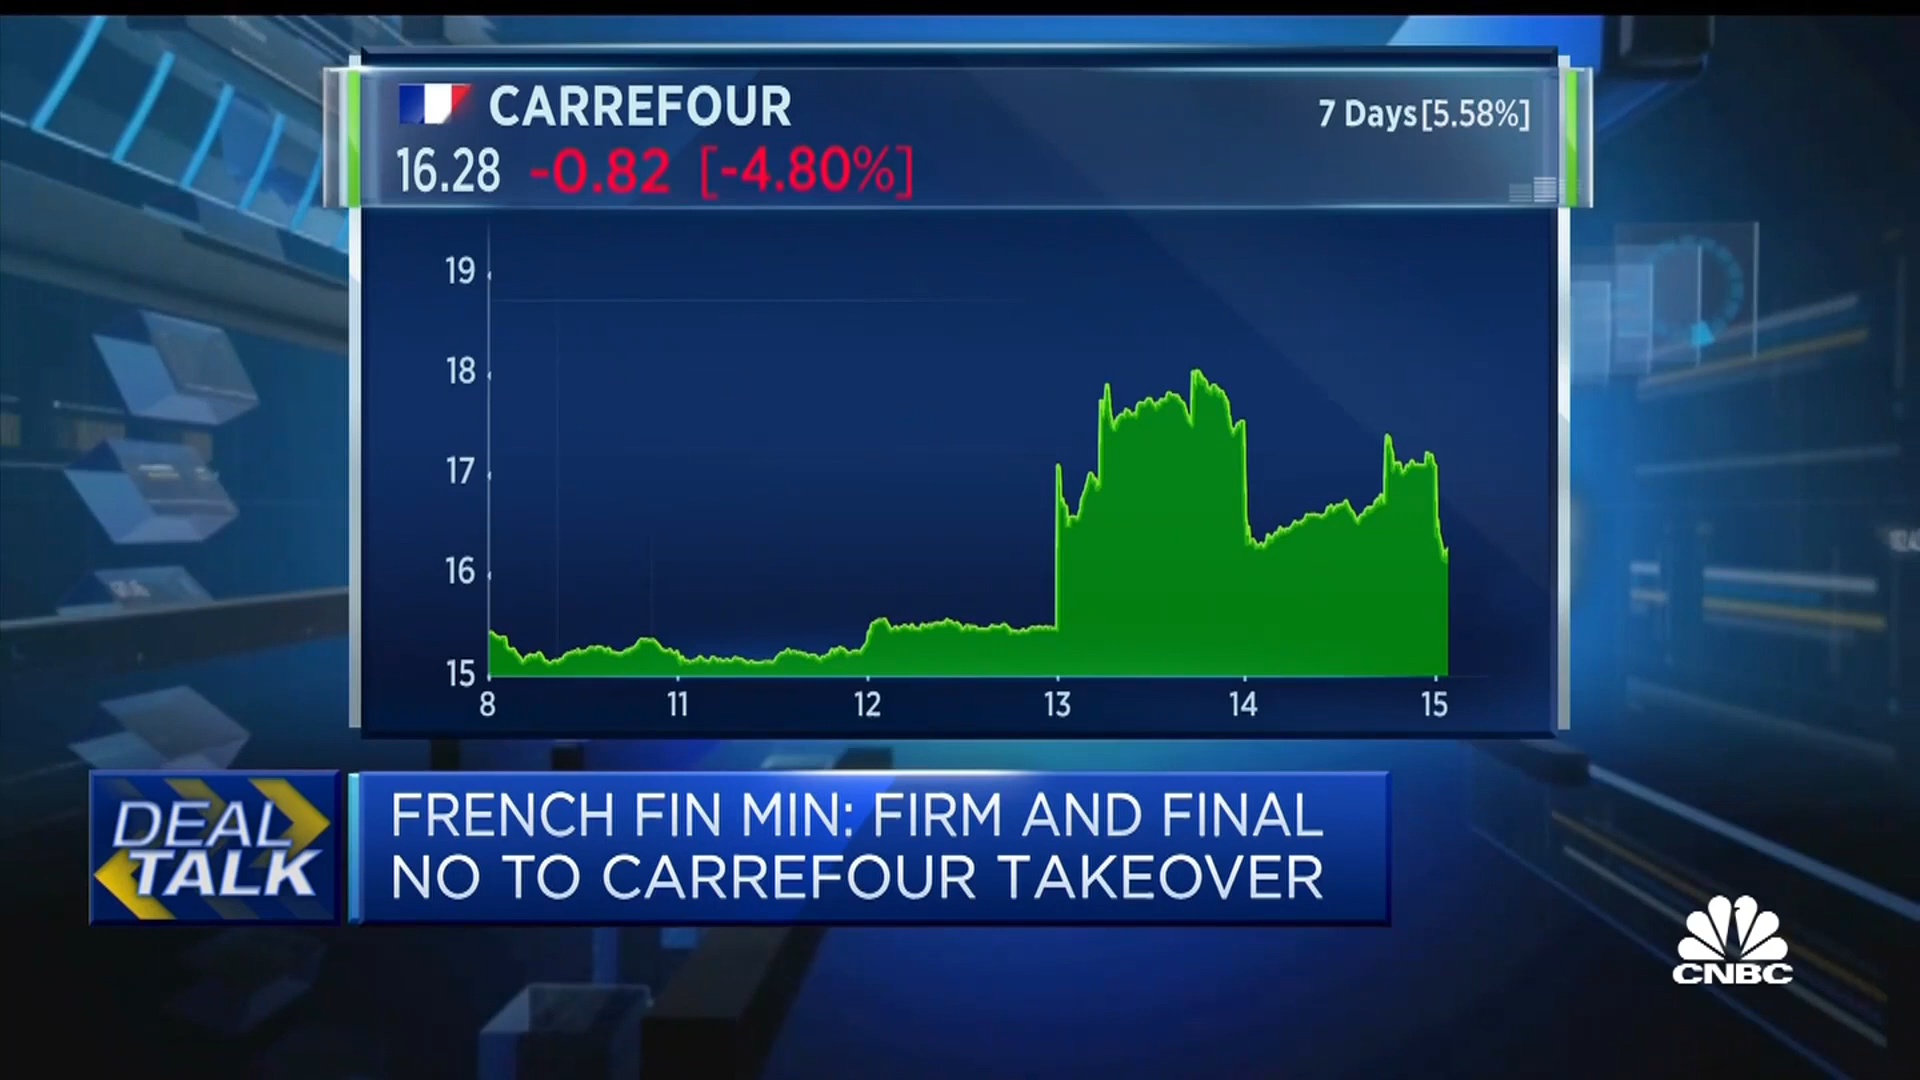 CARREFOUR
7 Days[5.58%]
16.28 -0.82 [-4.80%]
19
18
17
16
15
8 11 12 13 14 15
DEAL TALK
FRENCH FIN MIN: FIRM AND FINAL
NO TO CARREFOUR TAKEOVER
CNBC